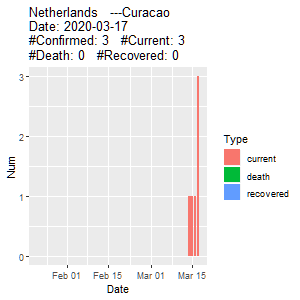 Netherlands   ---Curacao
Date: 2020-03-17
#Confirmed: 3   #Current: 3
#Death: 0   #Recovered: 0
3
2
1
0
Num
Feb 01   Feb 15   Mar 01   Mar 15
Date
Type
current
death
recovered